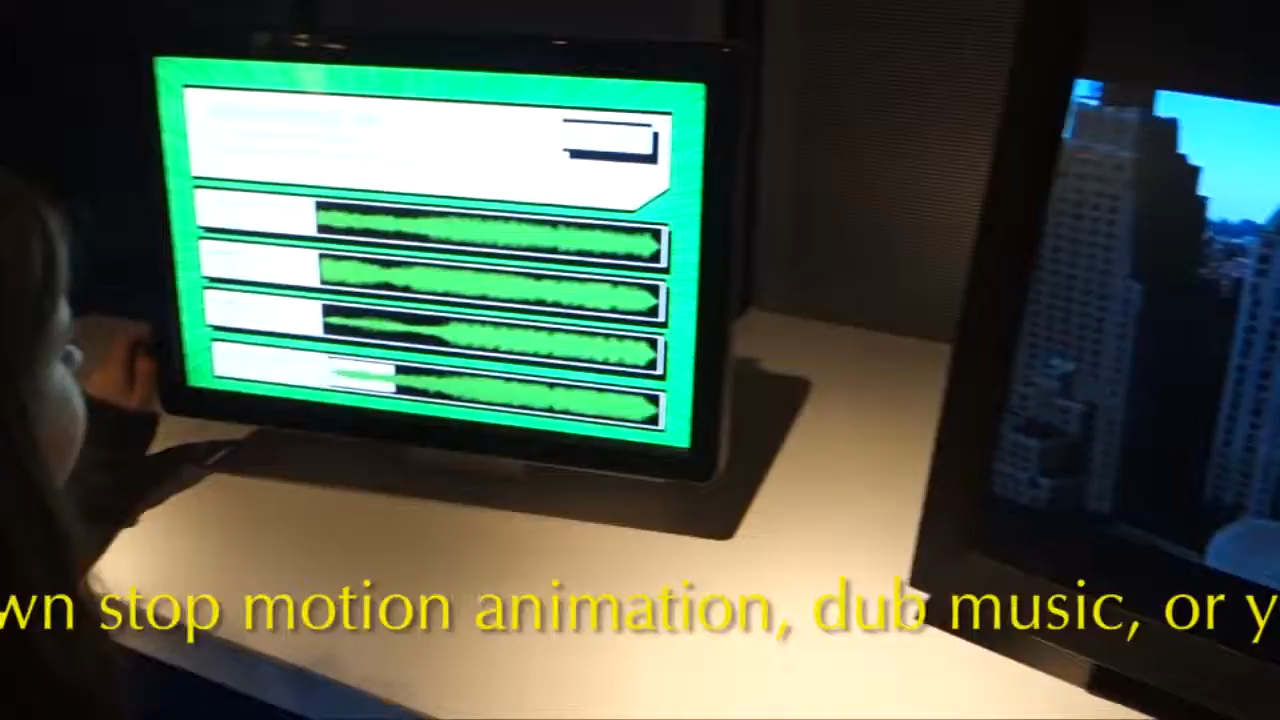 wn stop motion animation, dub music, or y